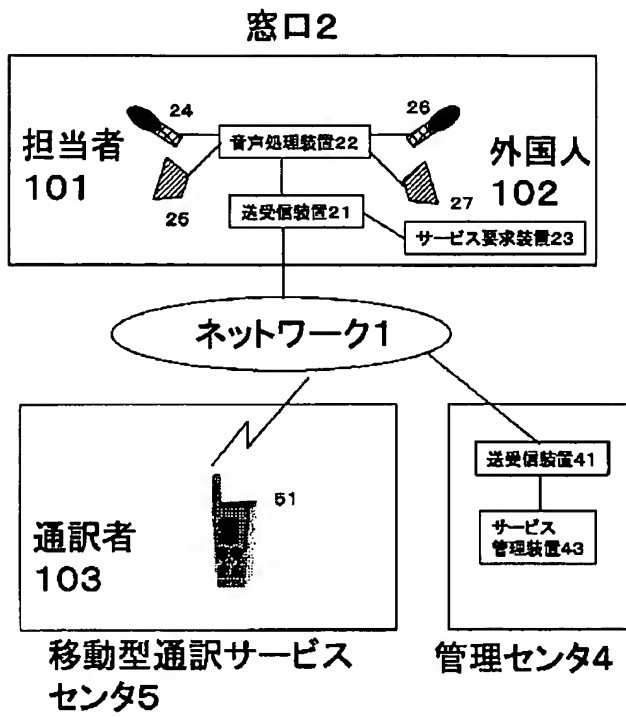 窓口2
24
26
担当者
101
音声処理装置22
外国人
102
25
27
送受信装置21
サービス要求装置23
ネットワーク1
51
通訳者
103
送受信装置41
サービス
管理装置43
移動型通訳サービス
センタ5
管理センタ4